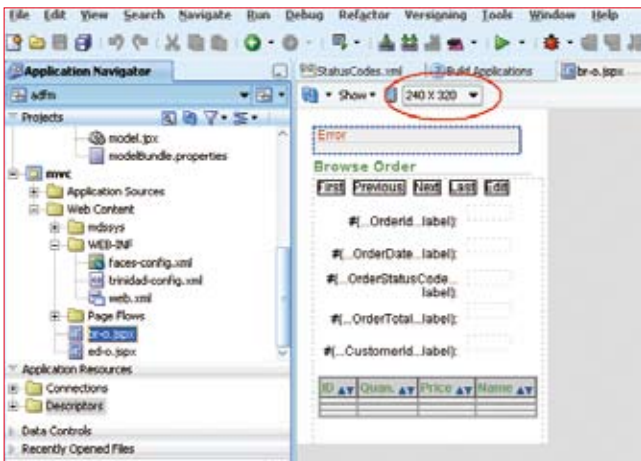 File Edit View Search Navigate Run Debug Refactor Versioning Tools Window Help
Application Navigator
adfm
Projects
model.jpx
modelBundle.properties
mvc
Application Sources
Web Content
mdssys
WEB-INF
faces-config.xml
trinidad-config.xml
web.xml
Page Flows
br-o.jspx
ed-o.jspx
Application Resources
Connections
Descriptors
Data Controls
Recently Opened Files
StatusCodes.xml Build Applications br-o.jspx
Show 240 X 320
Error
Browse Order
First Previous Next Last Edit
#{...OrderId...label}:
#{...OrderDate...label}:
#{...OrderStatusCode...
label}:
#{...OrderTotal...label}:
#{...CustomerId...label}:
ID Quan. Price Name